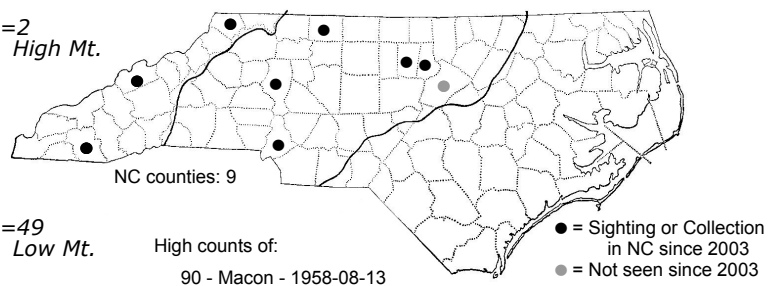 =2
High Mt.
NC counties: 9
=49
Low Mt.
High counts of:
90 - Macon - 1958-08-13
● = Sighting or Collection
in NC since 2003
● = Not seen since 2003